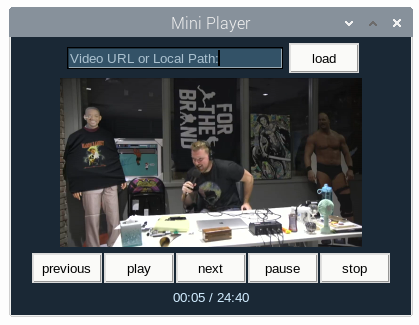 Mini Player
Video URL or Local Path:
load
FOR
THE
BRAND
previous
play
next
pause
stop
00:05 / 24:40